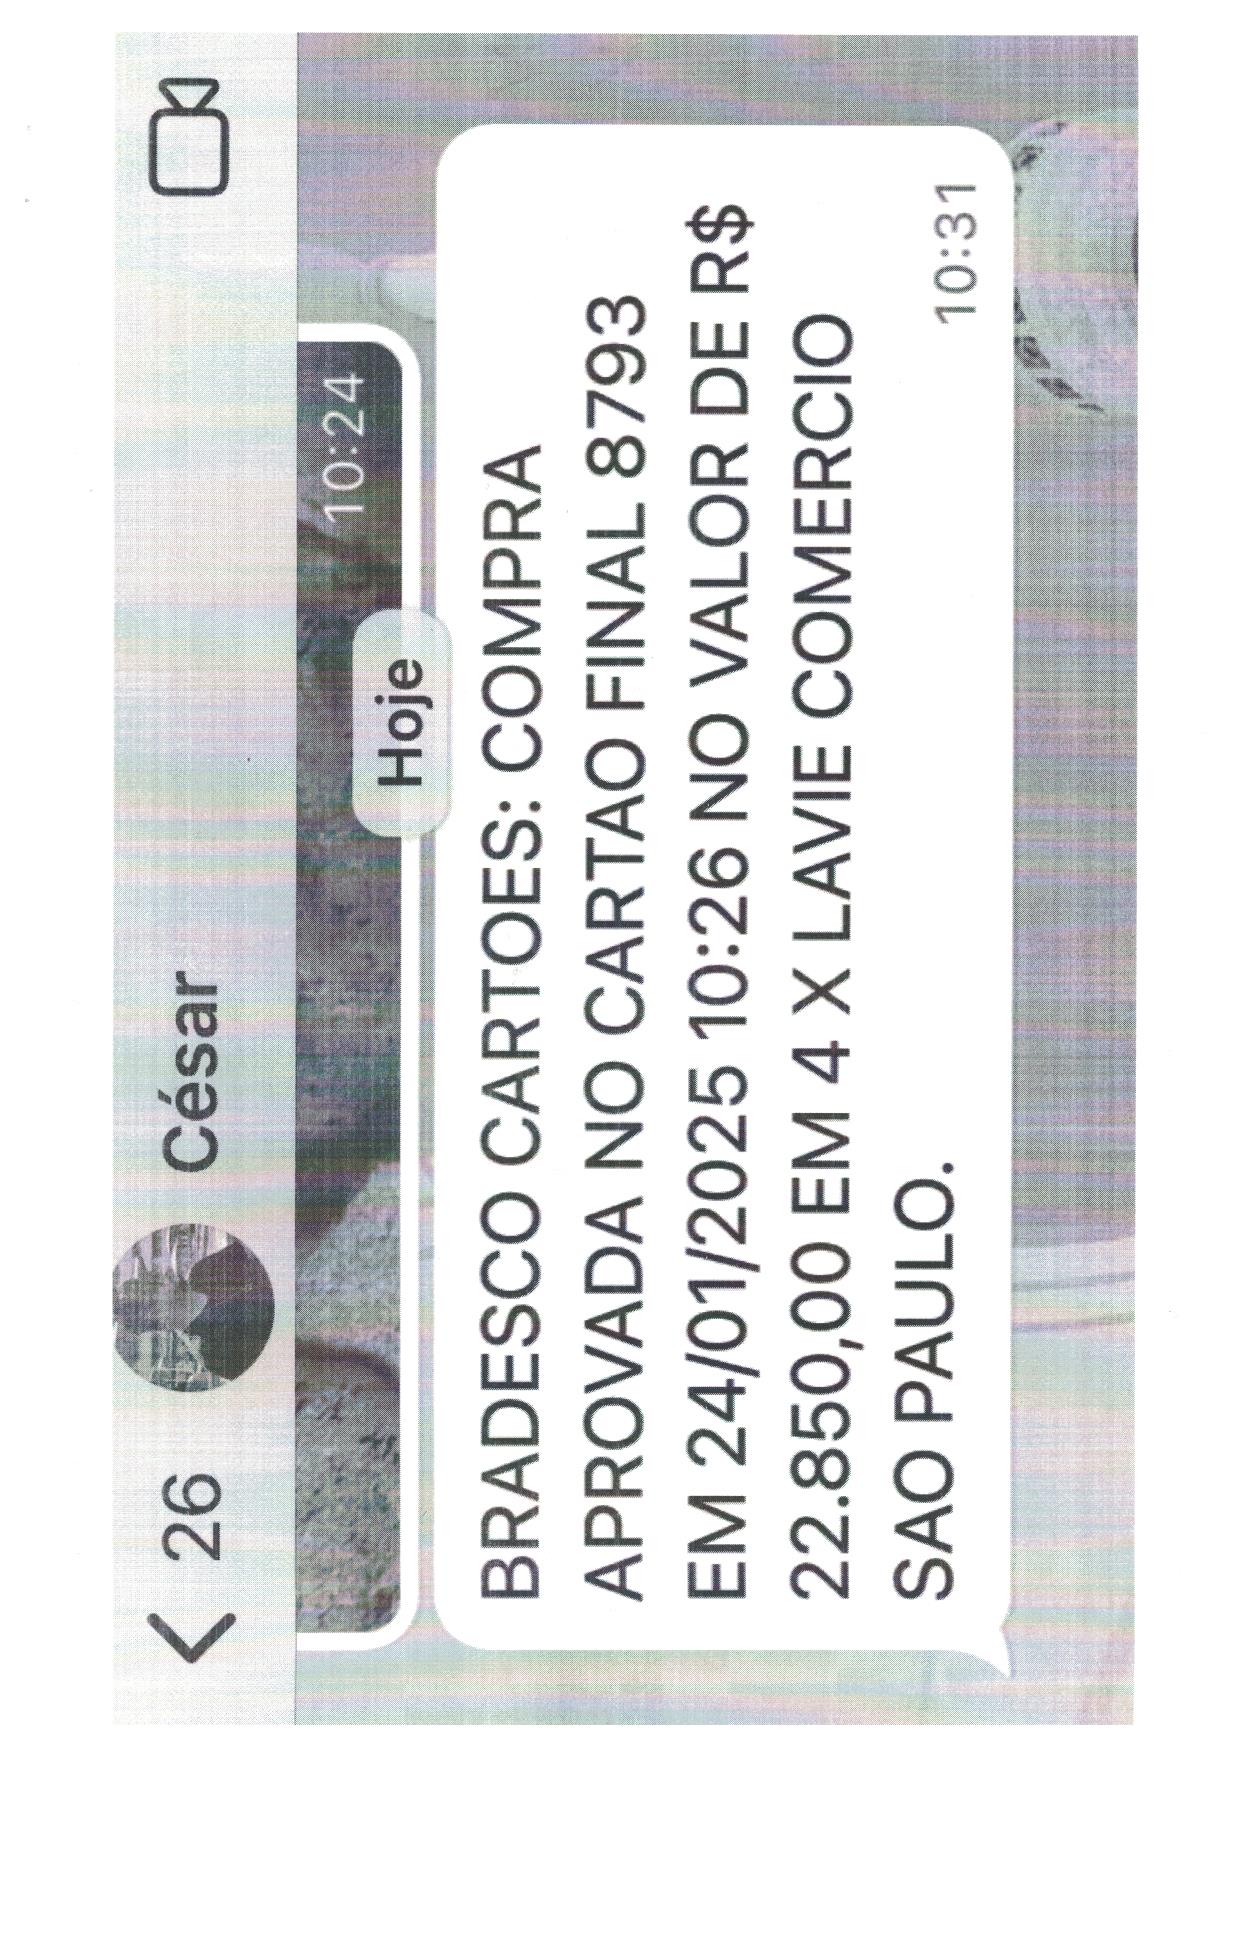 26 César
10:24
Hoje
BRADESCO CARTOES: COMPRA
APROVADA NO CARTAO FINAL 8793
EM 24/01/2025 10:26 NO VALOR DE R$
22.850,00 EM 4 X LAVIE COMERCIO
SAO PAULO.
10:31